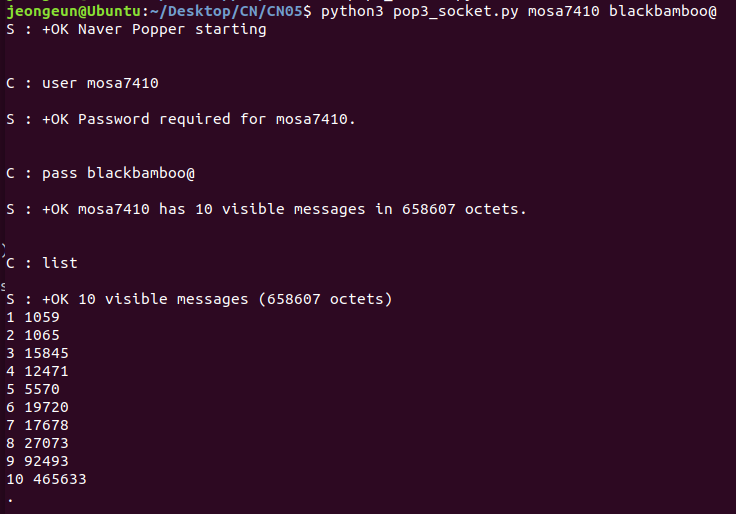 jeongeun@Ubuntu:~/Desktop/CN/CN05$ python3 pop3_socket.py mosa7410 blackbamboo@
S : +OK Naver Popper starting
C : user mosa7410
S : +OK Password required for mosa7410.
C : pass blackbamboo@
S : +OK mosa7410 has 10 visible messages in 658607 octets.
C : list
S : +OK 10 visible messages (658607 octets)
1 1059
2 1065
3 15845
4 12471
5 5570
6 19720
7 17678
8 27073
9 92493
10 465633
.